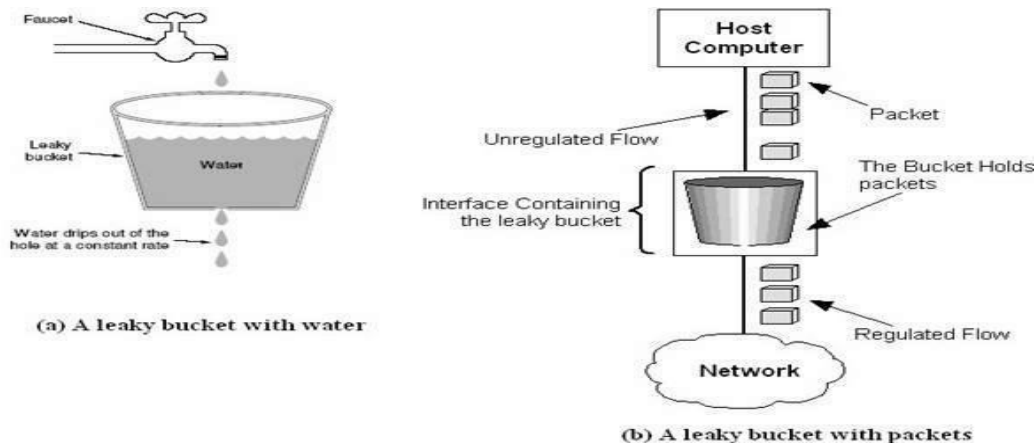 Faucet
Leaky
bucket
Water
Water drips out of the
hole at a constant rate
(a) A leaky bucket with water
Host
Computer
Packet
Unregulated Flow
The Bucket Holds
packets
Interface Containing
the leaky bucket
Regulated Flow
Network
(b) A leaky bucket with packets